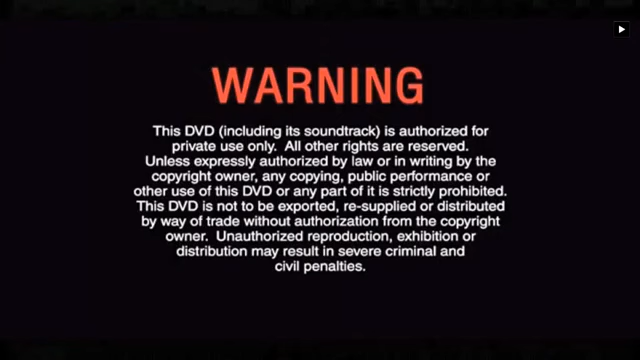 WARNING
This DVD (including its soundtrack) is authorized for
private use only.  All other rights are reserved.
Unless expressly authorized by law or in writing by the
copyright owner, any copying, public performance or
other use of this DVD or any part of it is strictly prohibited.
This DVD is not to be exported, re-supplied or distributed
by way of trade without authorization from the copyright
owner.  Unauthorized reproduction, exhibition or
distribution may result in severe criminal and
civil penalties.